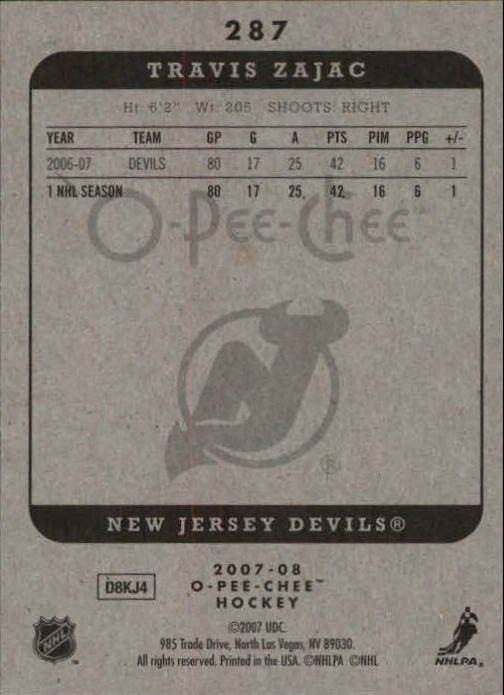 287
TRAVIS ZAJAC
Ht: 6'2" Wt: 205 SHOOTS: RIGHT
YEAR TEAM GP G A PTS PIM PPG +/-
2006-07 DEVILS 80 17 25 42 16 6 1
1 NHL SEASON 80 17 25 42 16 6 1
O-Pee-Chee™
®
NEW JERSEY DEVILS®
2007-08
D8KJ4 O-PEE-CHEE™
HOCKEY
©2007 UDC.
985 Trade Drive, North Las Vegas, NV 89030.
All rights reserved. Printed in the USA. ©NHLPA ©NHL
NHL™
NHLPA®